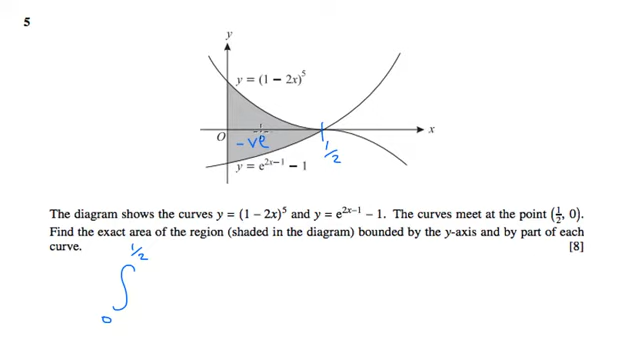 5
y
y = (1 − 2x)⁵
O
-ve
x
1/2
y = e²ˣ⁻¹ − 1
The diagram shows the curves y = (1 − 2x)⁵ and y = e²ˣ⁻¹ − 1. The curves meet at the point (½, 0).
Find the exact area of the region (shaded in the diagram) bounded by the y-axis and by part of each
curve. [8]
1/2
∫
0